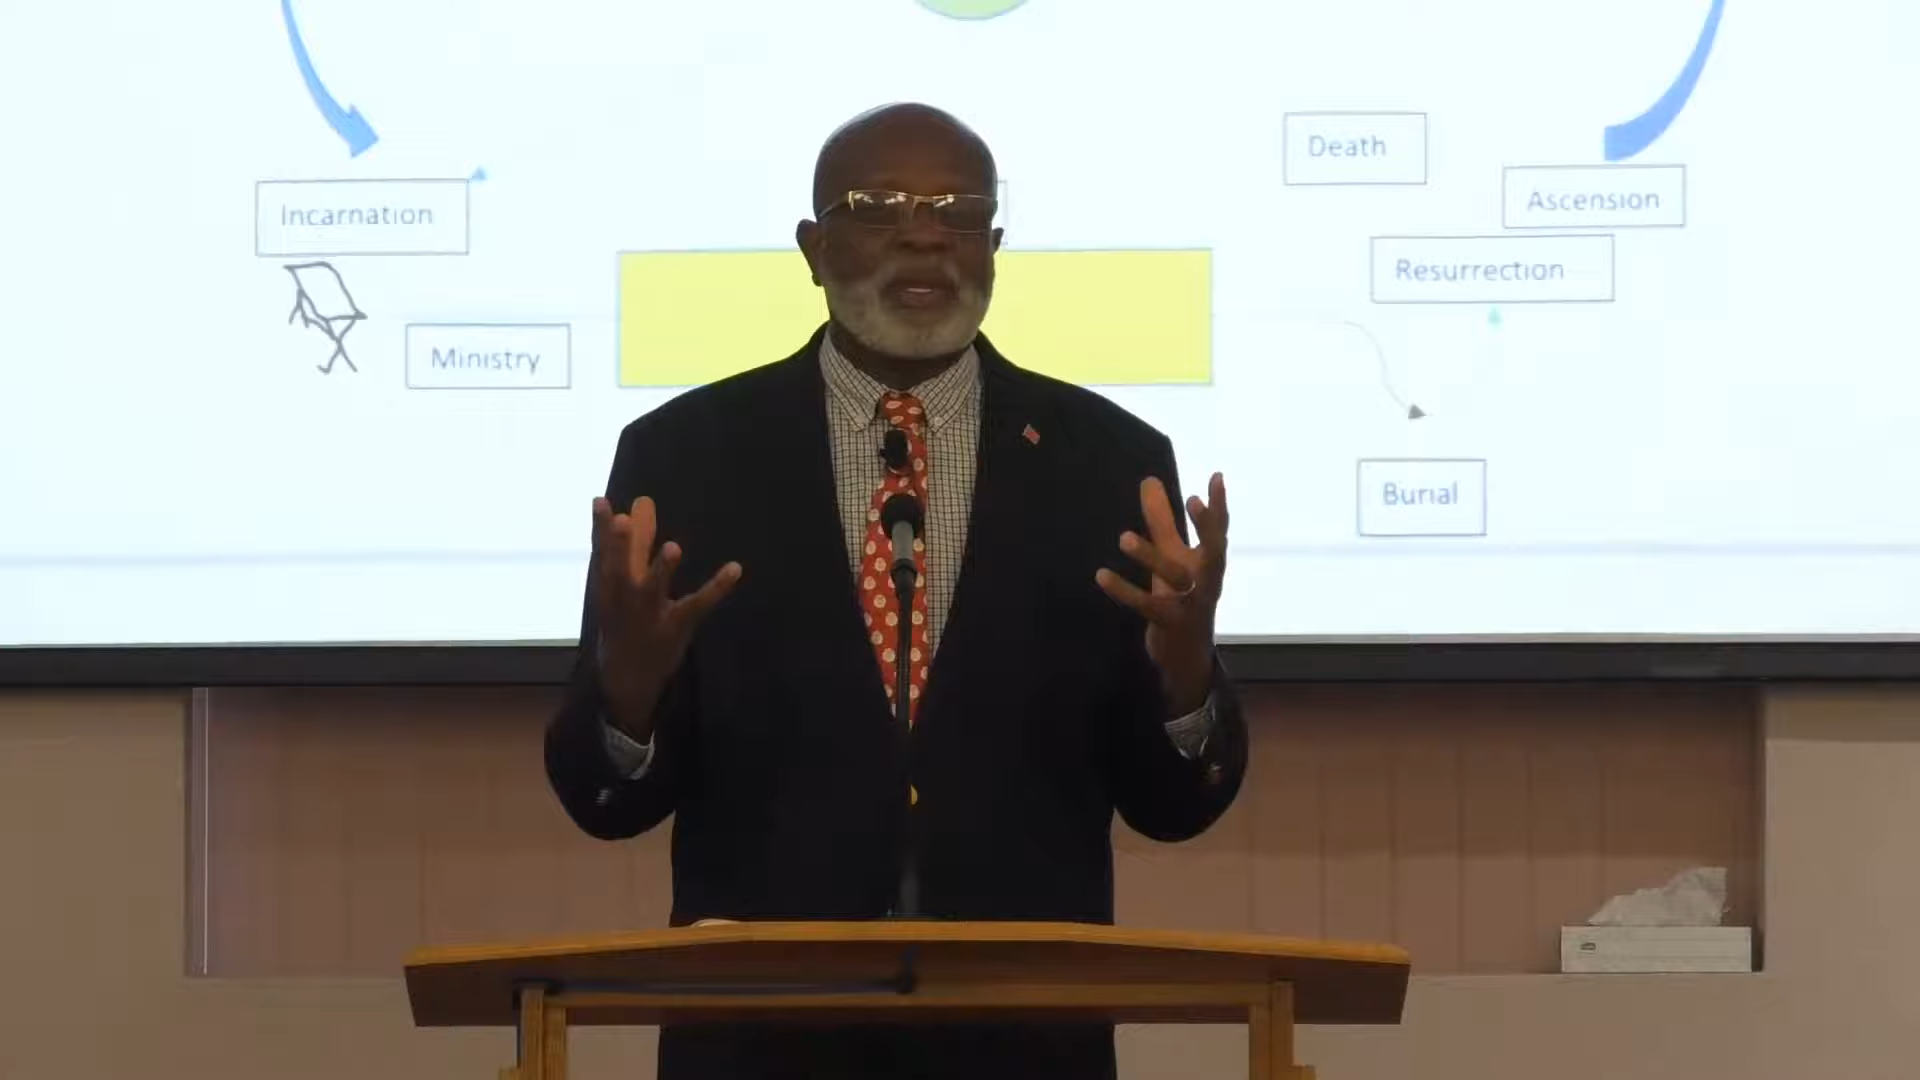 Incarnation
Ministry
Death
Ascension
Resurrection
Burial